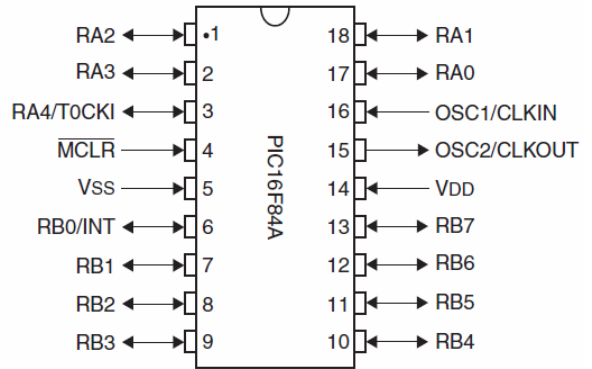 RA2 •1 18 RA1
RA3 2 17 RA0
RA4/T0CKI 3 16 OSC1/CLKIN
MCLR 4 15 OSC2/CLKOUT
VSS 5 14 VDD
RB0/INT 6 13 RB7
RB1 7 12 RB6
RB2 8 11 RB5
RB3 9 10 RB4
PIC16F84A